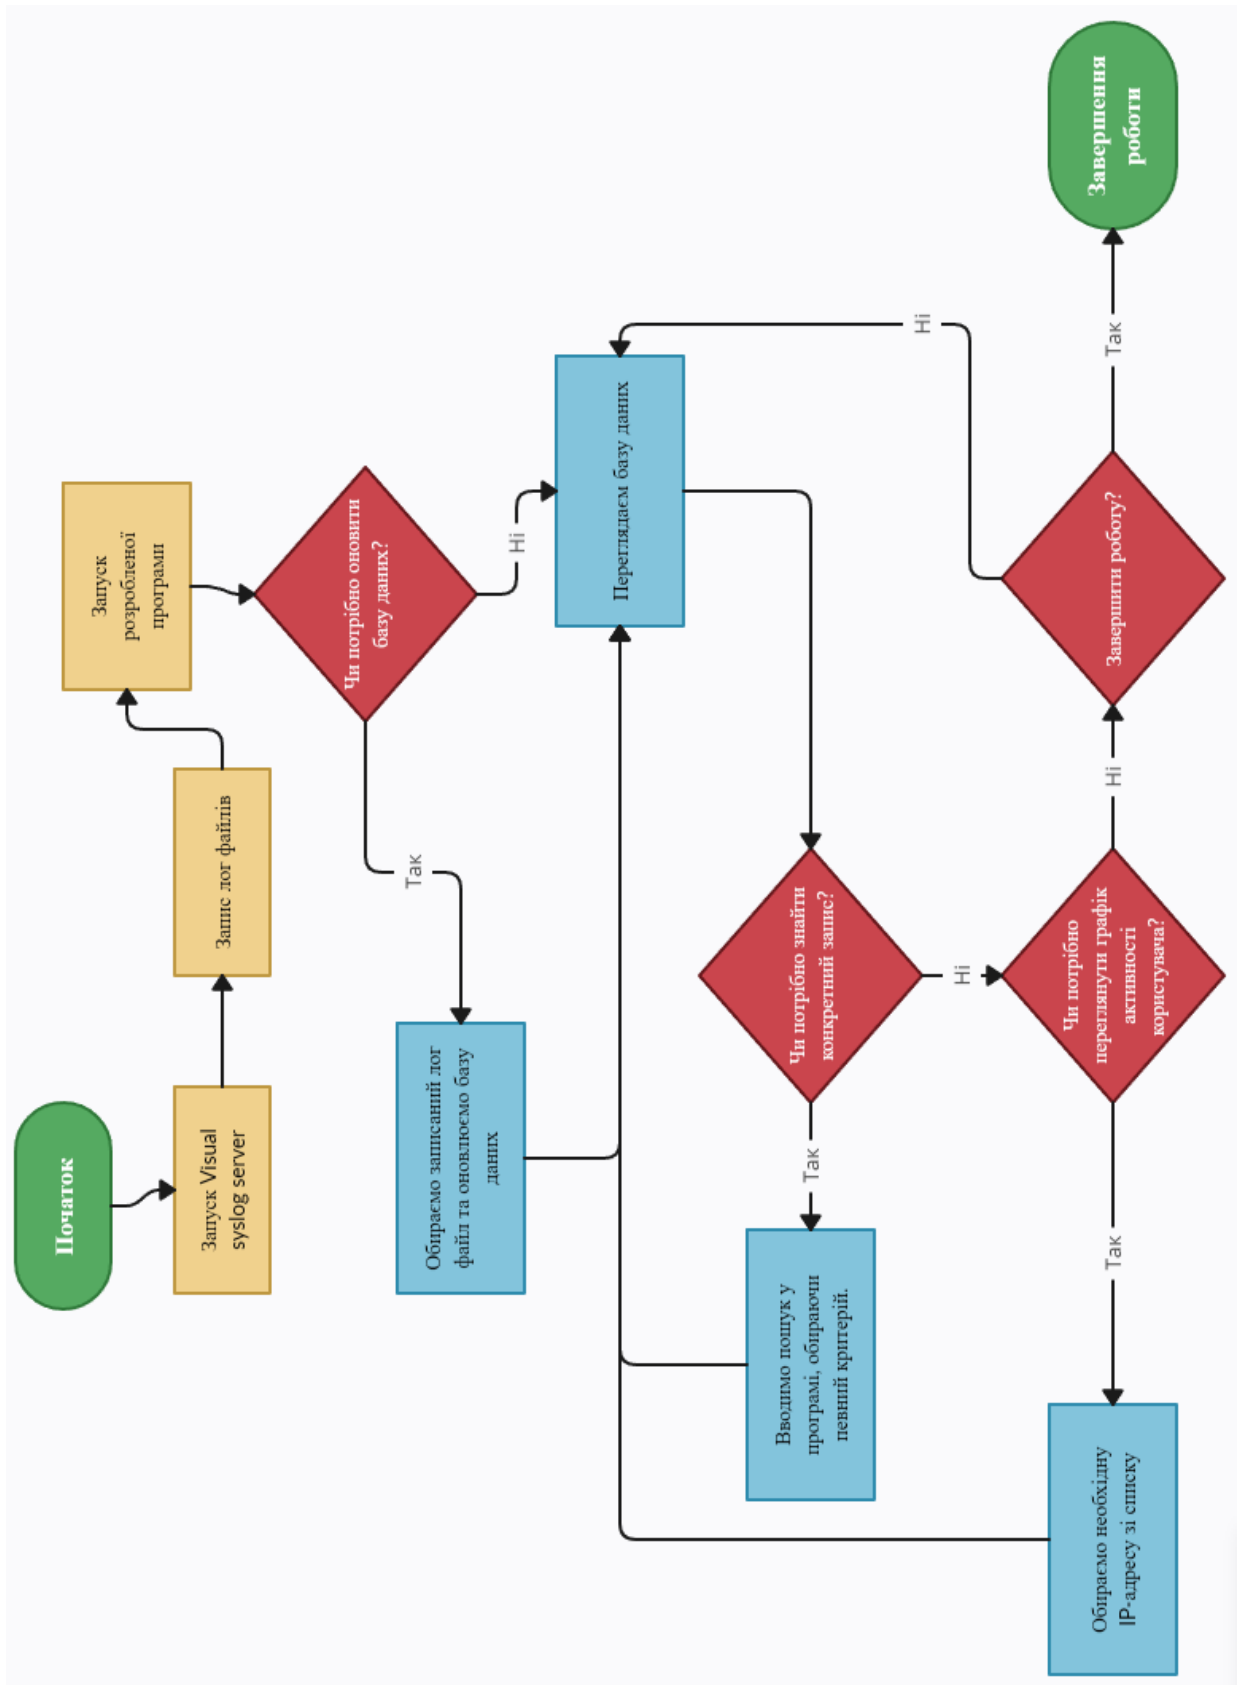 Початок
Запуск Visual
syslog server
Запис лог файлів
Запуск
розробленої
програми
Чи потрібно оновити
базу даних?
Так
Ні
Обираємо записаний лог
файл та оновлюємо базу
даних
Переглядаєм базу даних
Чи потрібно знайти
конкретний запис?
Так
Ні
Вводимо пошук у
програмі, обираючи
певний критерій.
Чи потрібно
переглянути графік
активності
користувача?
Так
Ні
Обираємо необхідну
IP-адресу зі списку
Завершити роботу?
Ні
Так
Завершення
роботи